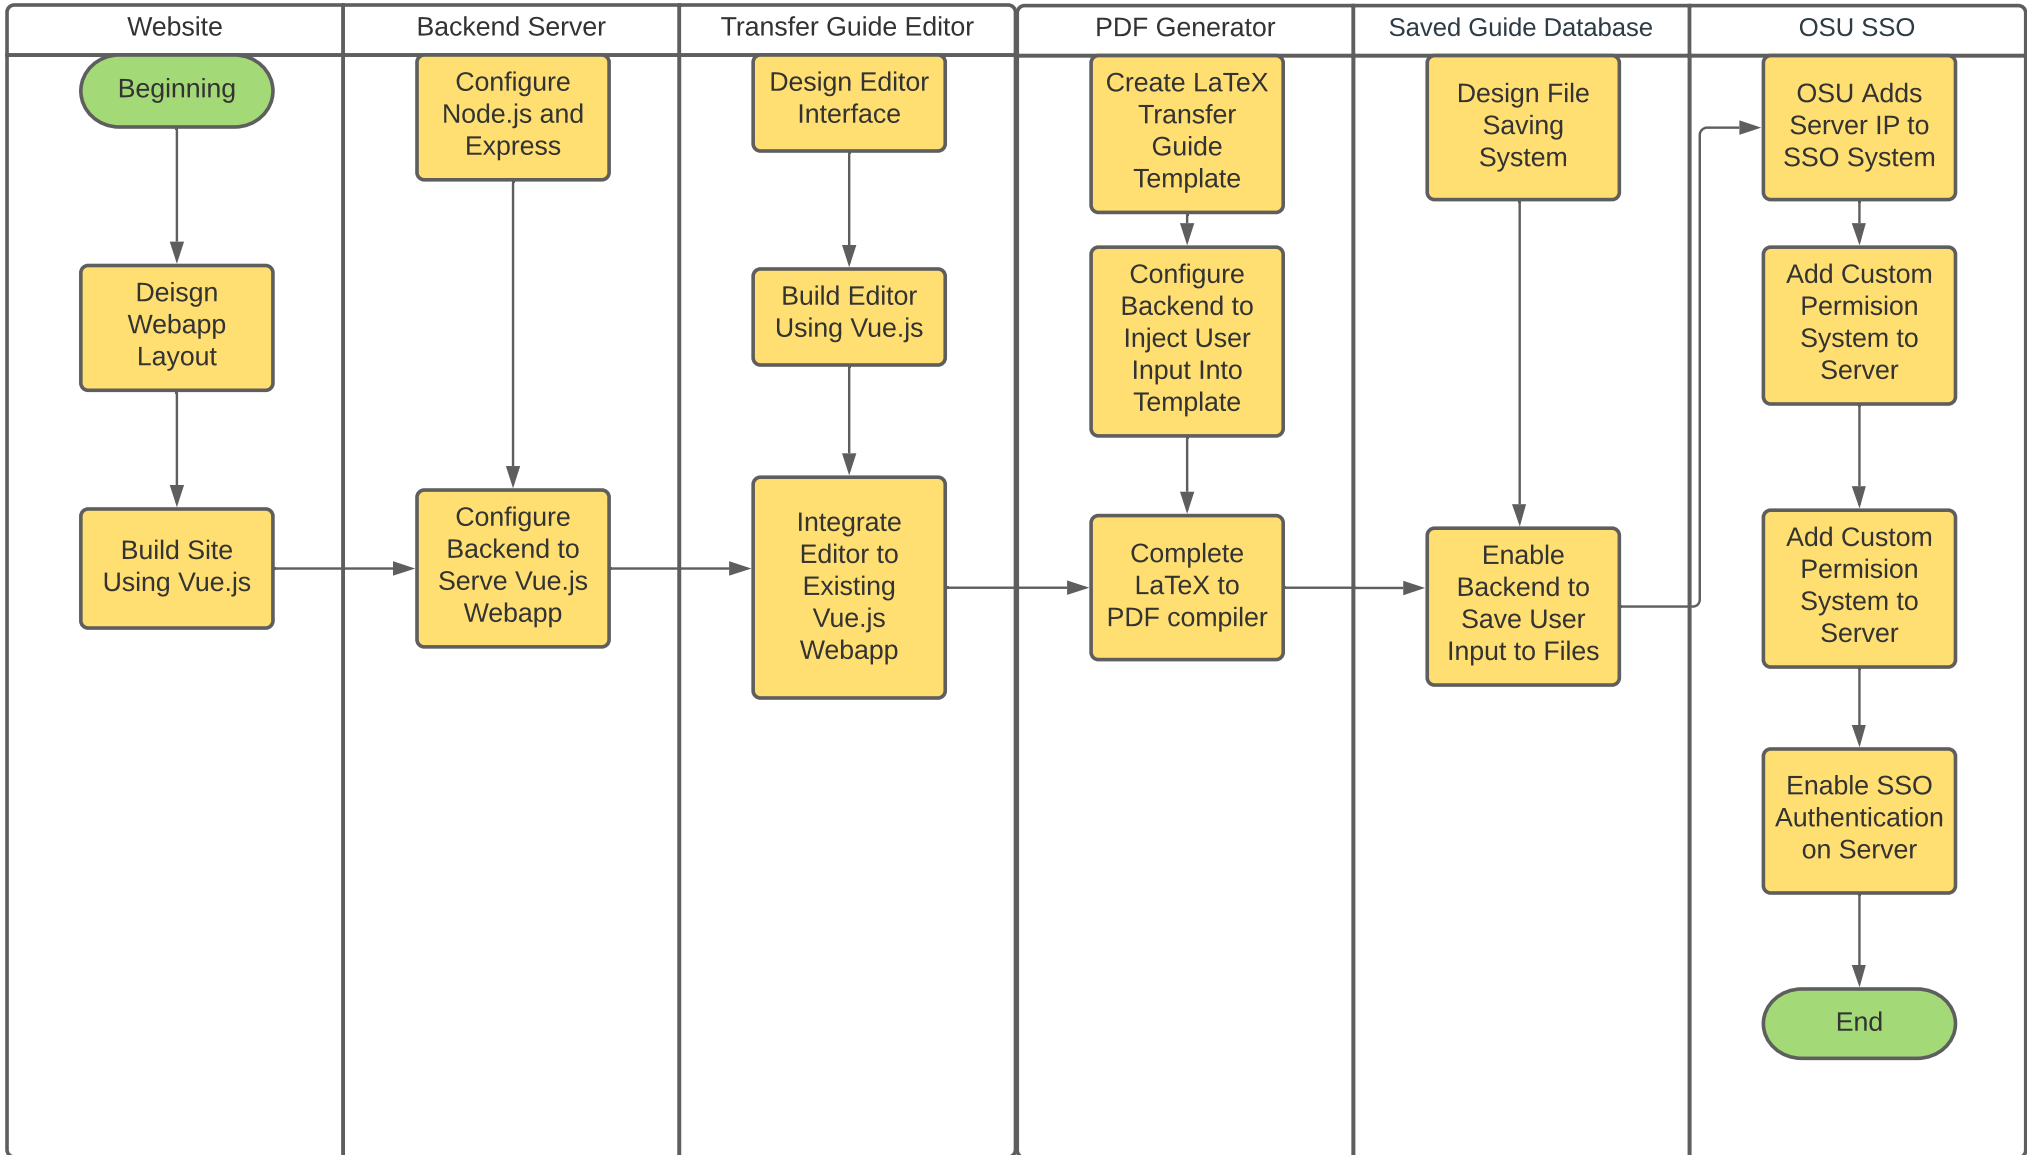 Website
Backend Server
Transfer Guide Editor
PDF Generator
Saved Guide Database
OSU SSO
Beginning
Deisgn
Webapp
Layout
Build Site
Using Vue.js
Configure
Node.js and
Express
Configure
Backend to
Serve Vue.js
Webapp
Design Editor
Interface
Build Editor
Using Vue.js
Integrate
Editor to
Existing
Vue.js
Webapp
Create LaTeX
Transfer
Guide
Template
Configure
Backend to
Inject User
Input Into
Template
Complete
LaTeX to
PDF compiler
Design File
Saving
System
Enable
Backend to
Save User
Input to Files
OSU Adds
Server IP to
SSO System
Add Custom
Permision
System to
Server
Add Custom
Permision
System to
Server
Enable SSO
Authentication
on Server
End